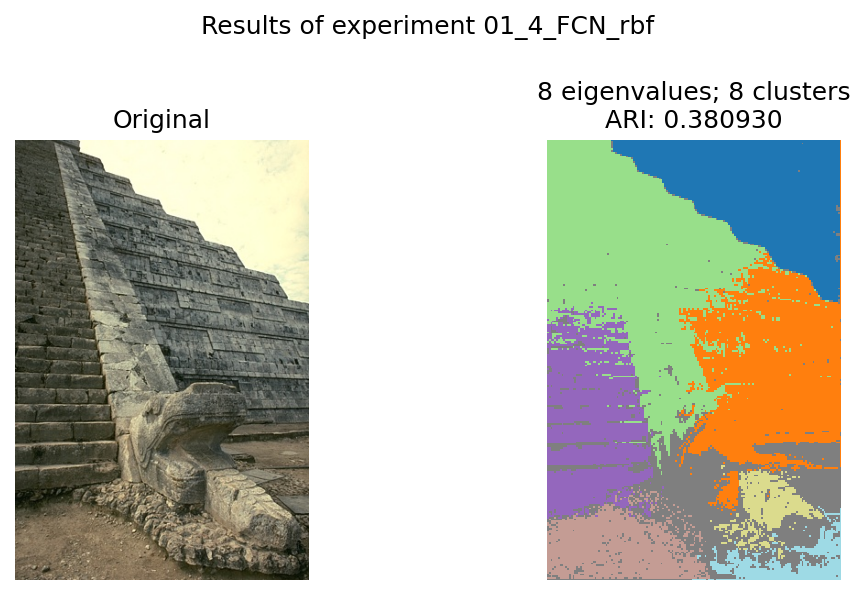 Results of experiment 01_4_FCN_rbf
Original
8 eigenvalues; 8 clusters
ARI: 0.380930